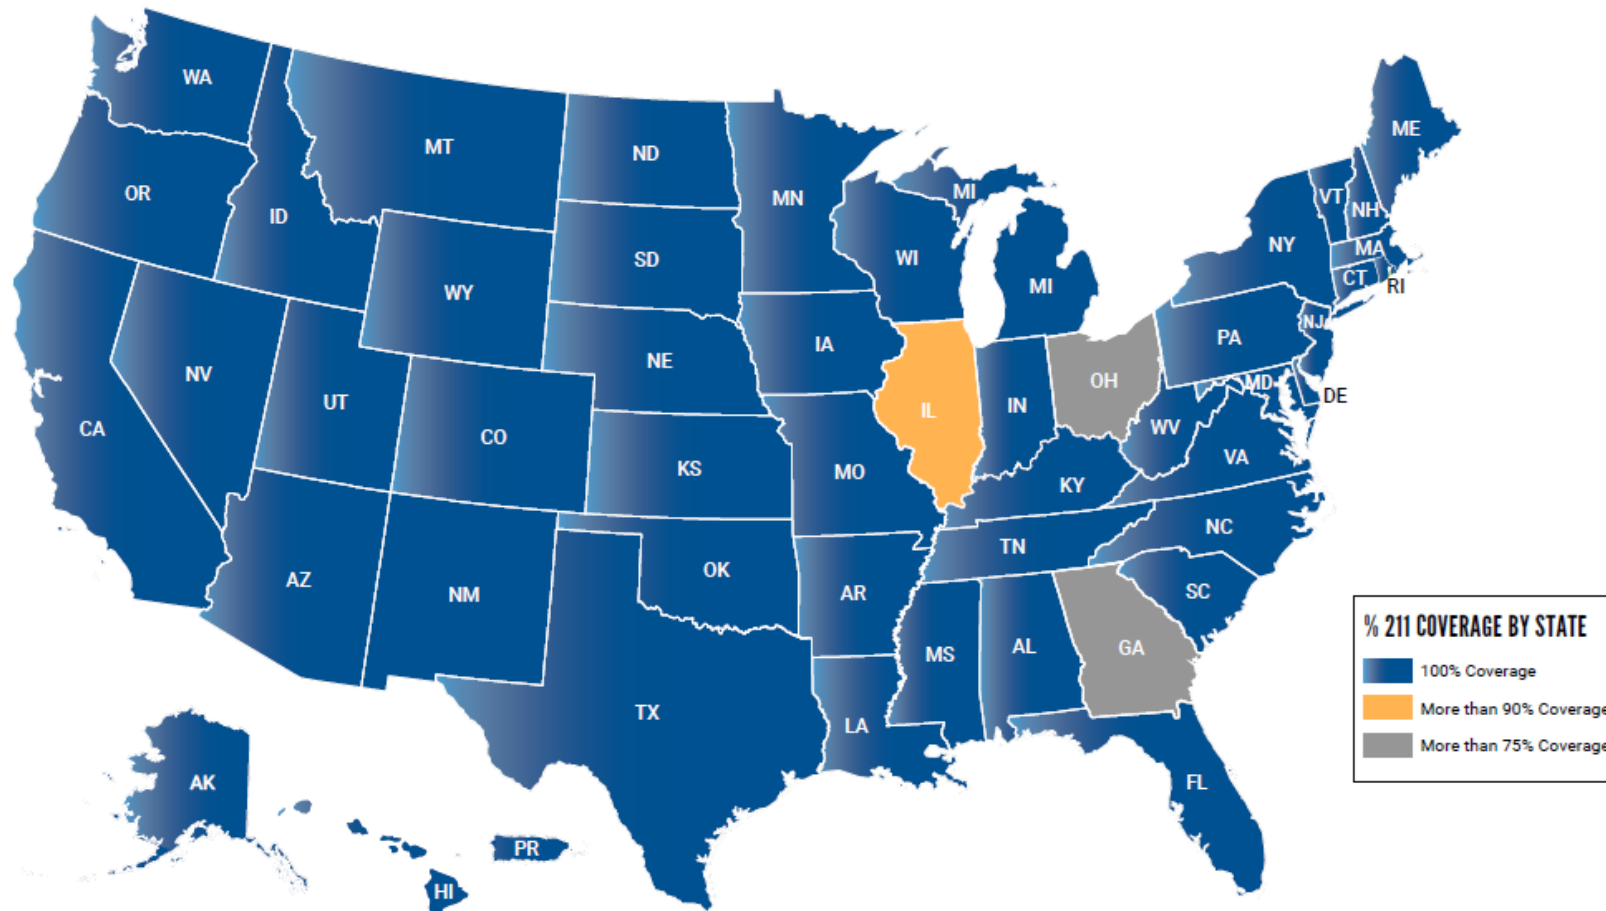 WA
MT
ND
MN
ME
OR
ID
MI
VT
NH
SD
WI
NY
MA
WY
MI
CT
RI
IA
PA
NJ
NE
NV
UT
OH
MD
DE
IL
IN
CA
CO
WV
KS
MO
VA
KY
NC
TN
OK
AZ
NM
AR
SC
MS
AL
GA
TX
LA
FL
AK
PR
HI
% 211 COVERAGE BY STATE
100% Coverage
More than 90% Coverage
More than 75% Coverage